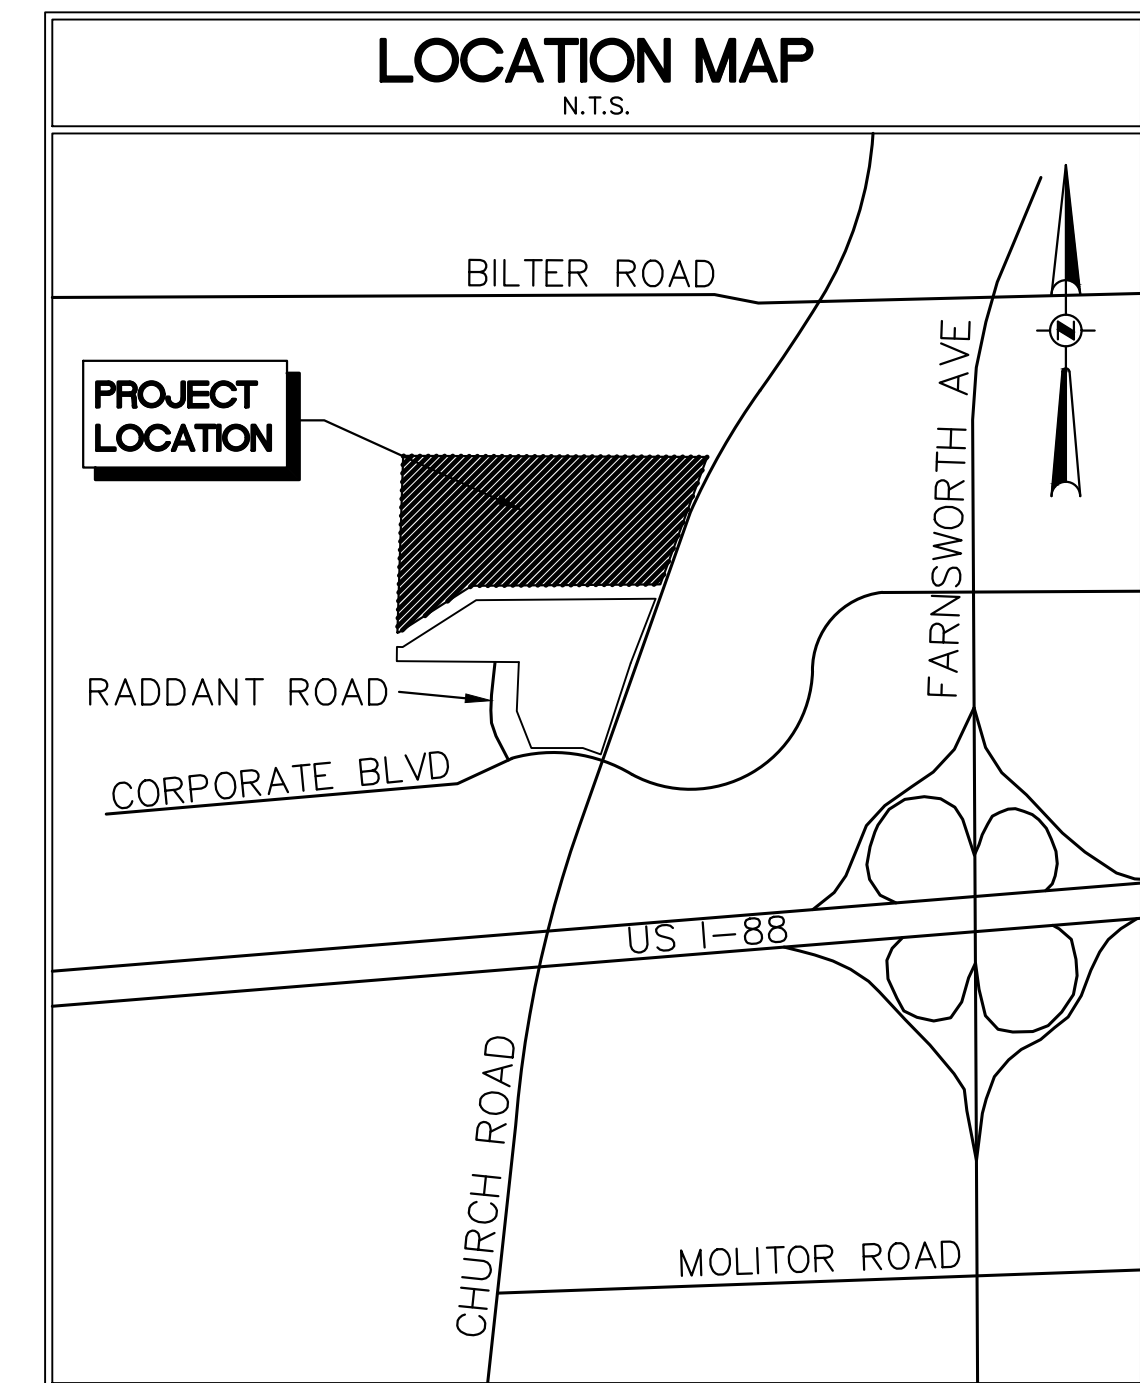 LOCATION MAP
N.T.S.
BILTER ROAD
PROJECT
LOCATION
FARNSWORTH AVE
N
RADDANT ROAD
CORPORATE BLVD
US I-88
CHURCH ROAD
MOLITOR ROAD